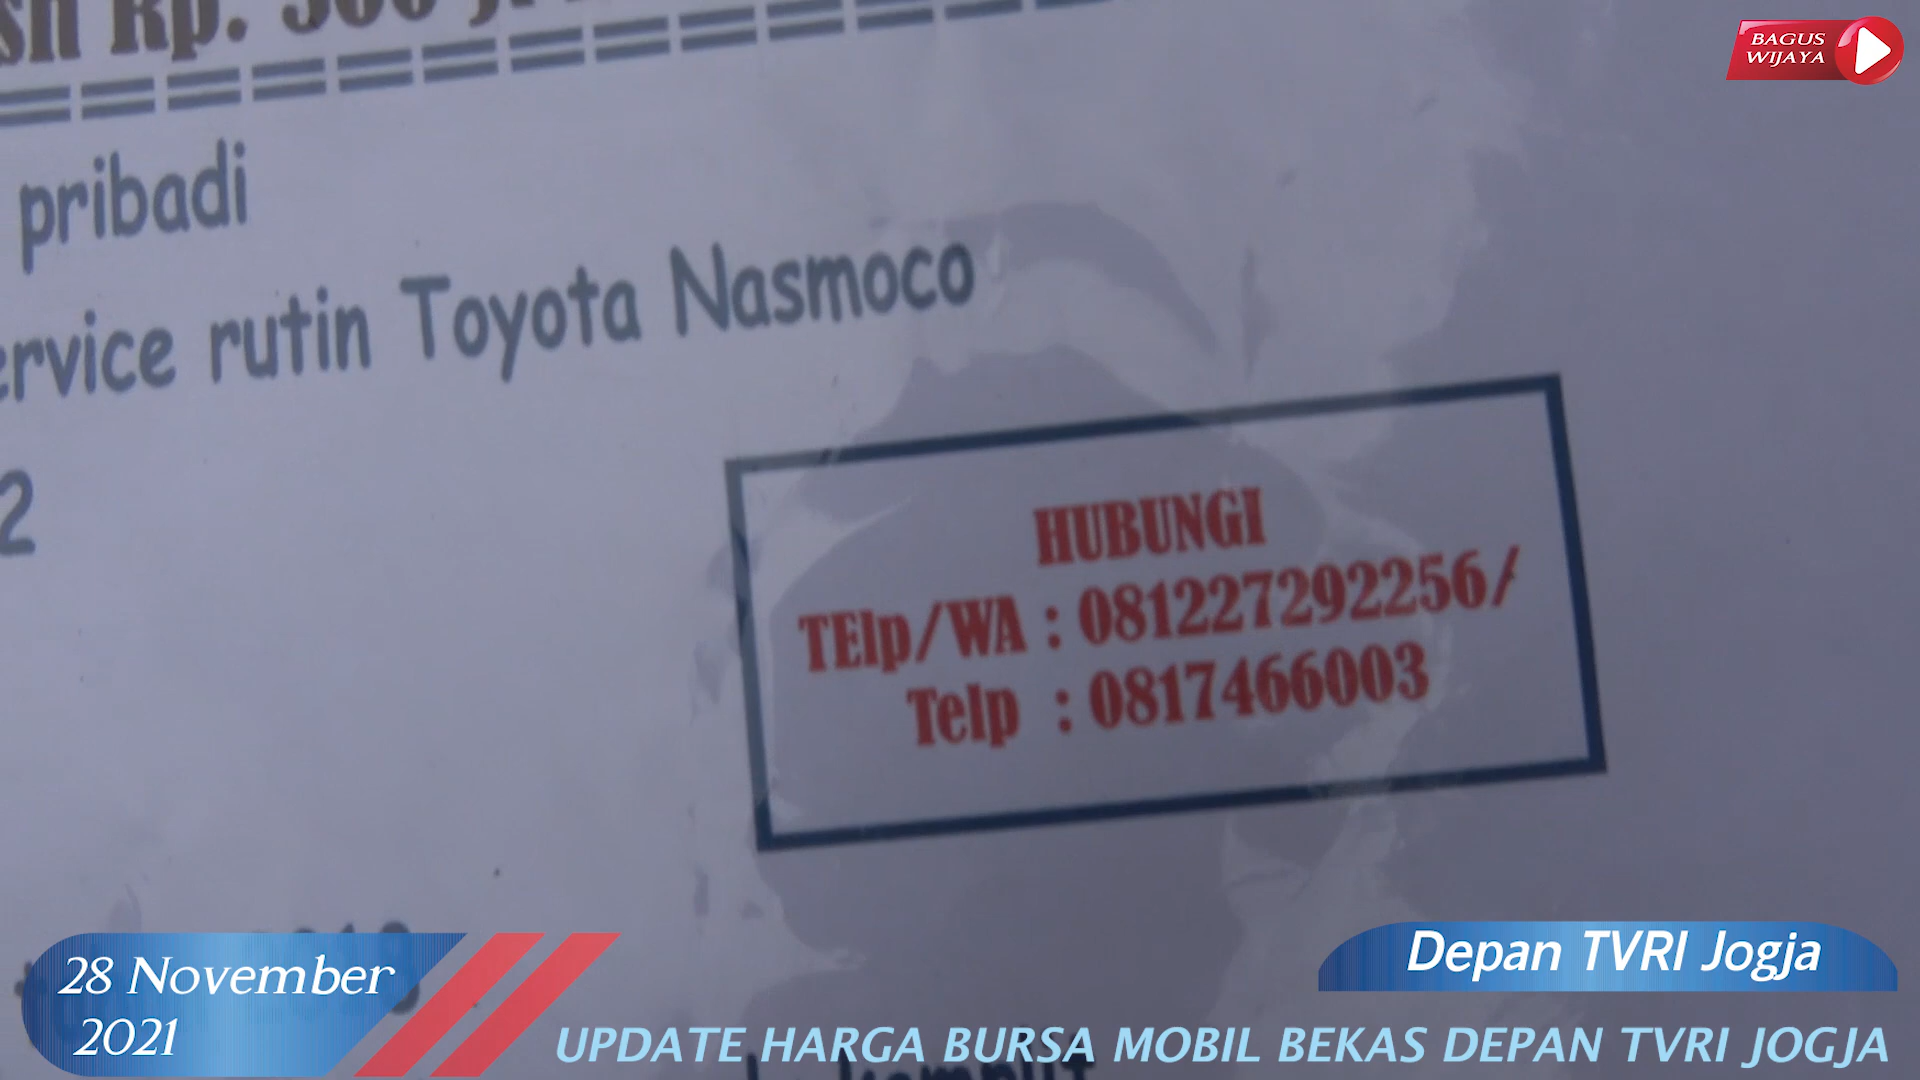 Rp.
BAGUS
WIJAYA
pribadi
rutin Toyota Nasmoco
2
HUBUNGI
TElp/WA : 081227292256/
Telp : 0817466003
28 November
2021
Depan TVRI Jogja
UPDATE HARGA BURSA MOBIL BEKAS DEPAN TVRI JOGJA